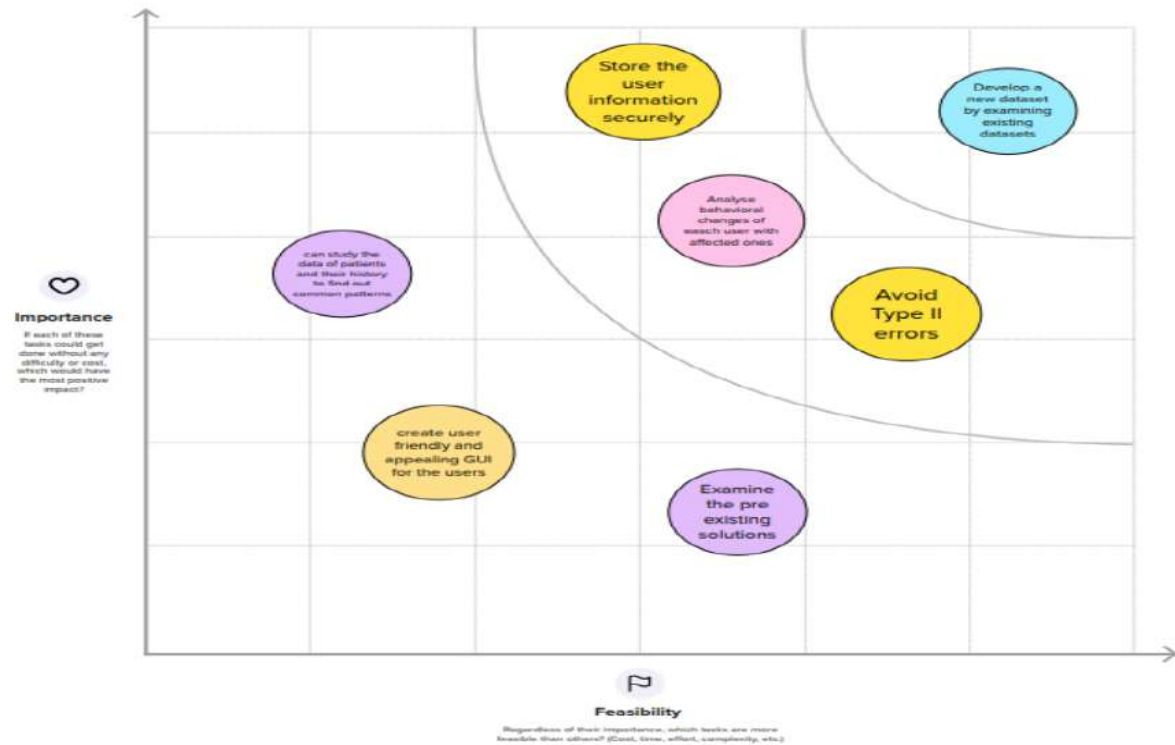 Store the
user
information
securely
Develop a
new dataset
by examining
existing
datasets
Analyse
behavioral
changes of
easch user with
affected ones
can study the
data of patients
and their history
to find out
common patterns
Avoid
Type II
errors
Importance
If each of these
tasks could get
done without any
difficulty or cost,
which would have
the most positive
impact?
create user
friendly and
appealing GUI
for the users
Examine
the pre
existing
solutions
Feasibility
Regardless of their importance, which tasks are more
feasible than others? (Cost, time, effort, complexity, etc.)